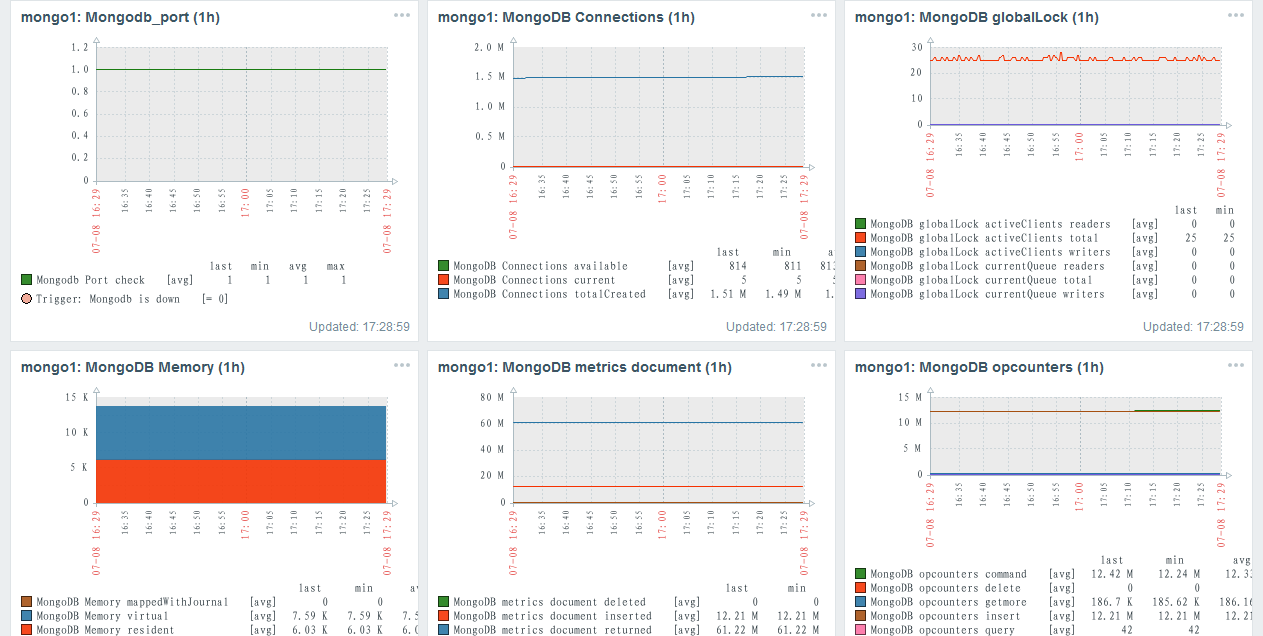 mongo1: Mongodb_port (1h)
1.2
1.0
0.8
0.6
0.4
0.2
0
07-08 16:29
16:35
16:40
16:45
16:50
16:55
17:00
17:05
17:10
17:15
17:20
17:25
07-08 17:29
last min avg max
Mongodb Port check [avg] 1 1 1 1
Trigger: Mongodb is down [= 0]
Updated: 17:28:59
mongo1: MongoDB Connections (1h)
2.0 M
1.5 M
1.0 M
0.5 M
0
07-08 16:29
16:35
16:40
16:45
16:50
16:55
17:00
17:05
17:10
17:15
17:20
17:25
07-08 17:29
last min a
MongoDB Connections available [avg] 814 811 81
MongoDB Connections current [avg] 5 5
MongoDB Connections totalCreated [avg] 1.51 M 1.49 M 1.
Updated: 17:28:59
mongo1: MongoDB globalLock (1h)
30
20
10
0
07-08 16:29
16:35
16:40
16:45
16:50
16:55
17:00
17:05
17:10
17:15
17:20
17:25
07-08 17:29
last min
MongoDB globalLock activeClients readers [avg] 0 0
MongoDB globalLock activeClients total [avg] 25 25
MongoDB globalLock activeClients writers [avg] 0 0
MongoDB globalLock currentQueue readers [avg] 0 0
MongoDB globalLock currentQueue total [avg] 0 0
MongoDB globalLock currentQueue writers [avg] 0 0
Updated: 17:28:59
mongo1: MongoDB Memory (1h)
15 K
10 K
5 K
0
07-08 16:29
16:35
16:40
16:45
16:50
16:55
17:00
17:05
17:10
17:15
17:20
17:25
07-08 17:29
last min a
MongoDB Memory mappedWithJournal [avg] 0 0
MongoDB Memory virtual [avg] 7.59 K 7.59 K 7.5
MongoDB Memory resident [avg] 6.03 K 6.03 K 6.0
mongo1: MongoDB metrics document (1h)
80 M
60 M
40 M
20 M
0
07-08 16:29
16:35
16:40
16:45
16:50
16:55
17:00
17:05
17:10
17:15
17:20
17:25
07-08 17:29
last min
MongoDB metrics document deleted [avg] 0 0
MongoDB metrics document inserted [avg] 12.21 M 12.21 M
MongoDB metrics document returned [avg] 61.22 M 61.22 M
mongo1: MongoDB opcounters (1h)
15 M
10 M
5 M
0
07-08 16:29
16:35
16:40
16:45
16:50
16:55
17:00
17:05
17:10
17:15
17:20
17:25
07-08 17:29
last min avg
MongoDB opcounters command [avg] 12.42 M 12.24 M 12.33
MongoDB opcounters delete [avg] 0 0
MongoDB opcounters getmore [avg] 186.7 K 185.62 K 186.16
MongoDB opcounters insert [avg] 12.21 M 12.21 M 12.21
MongoDB opcounters query [avg] 42 42